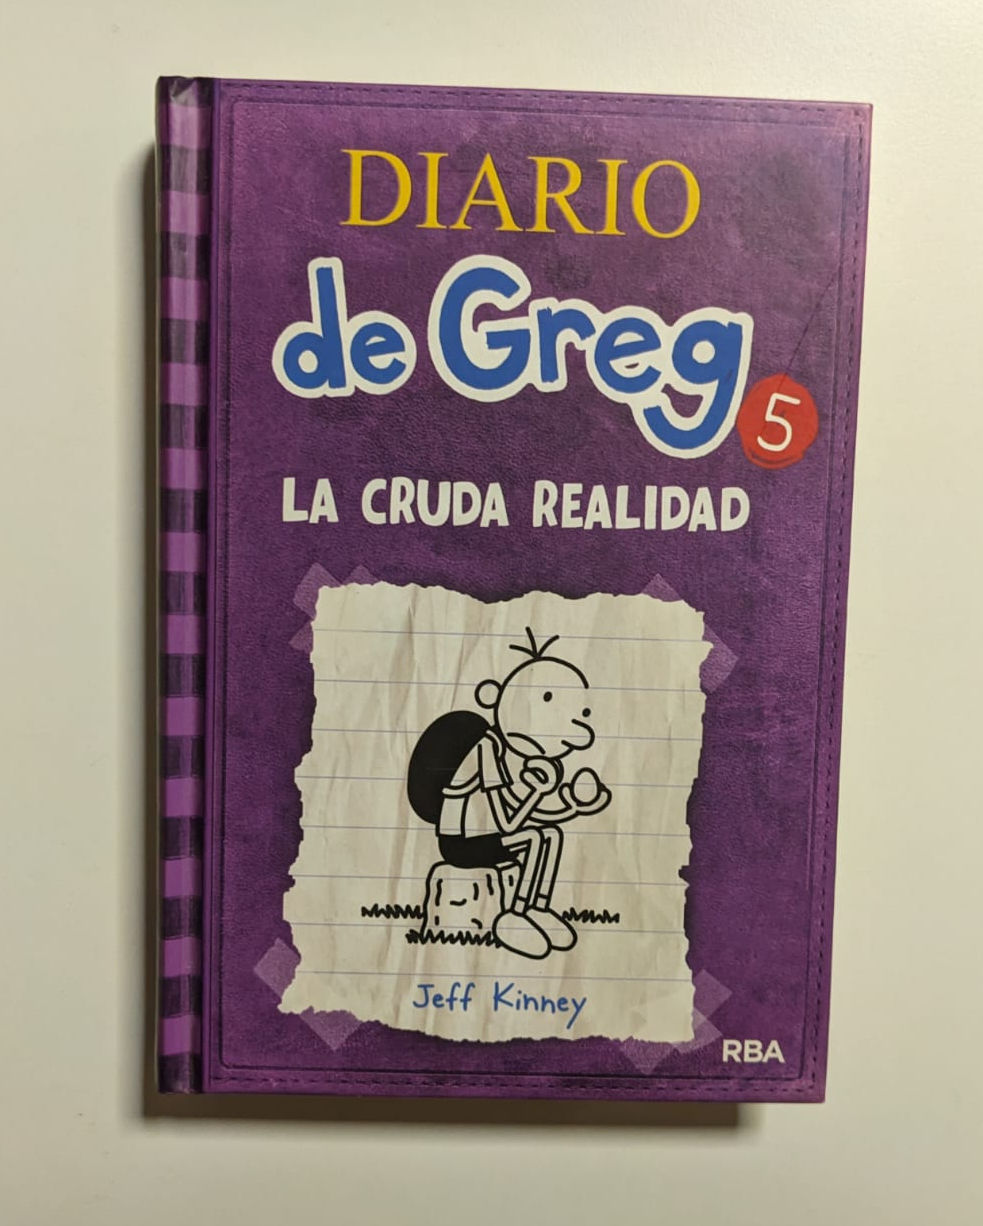 DIARIO
de Greg
5
LA CRUDA REALIDAD
Jeff Kinney
RBA